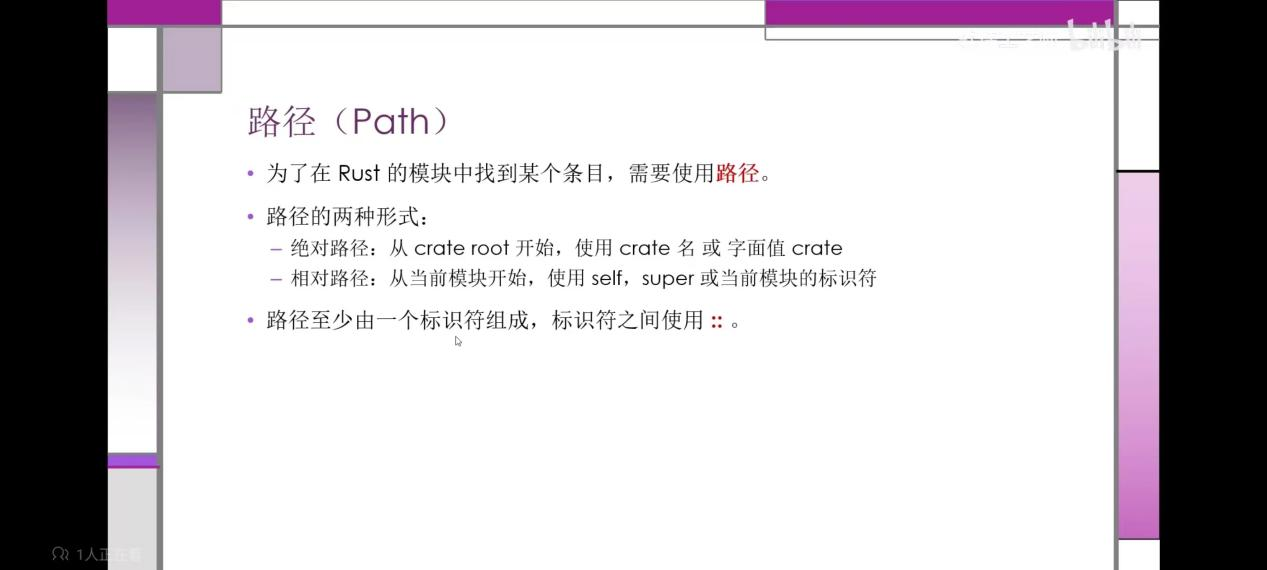 bilibili
路径（Path）
• 为了在 Rust 的模块中找到某个条目，需要使用路径。
• 路径的两种形式：
– 绝对路径：从 crate root 开始，使用 crate 名 或 字面值 crate
– 相对路径：从当前模块开始，使用 self，super 或当前模块的标识符
• 路径至少由一个标识符组成，标识符之间使用 :: 。
1人正在看